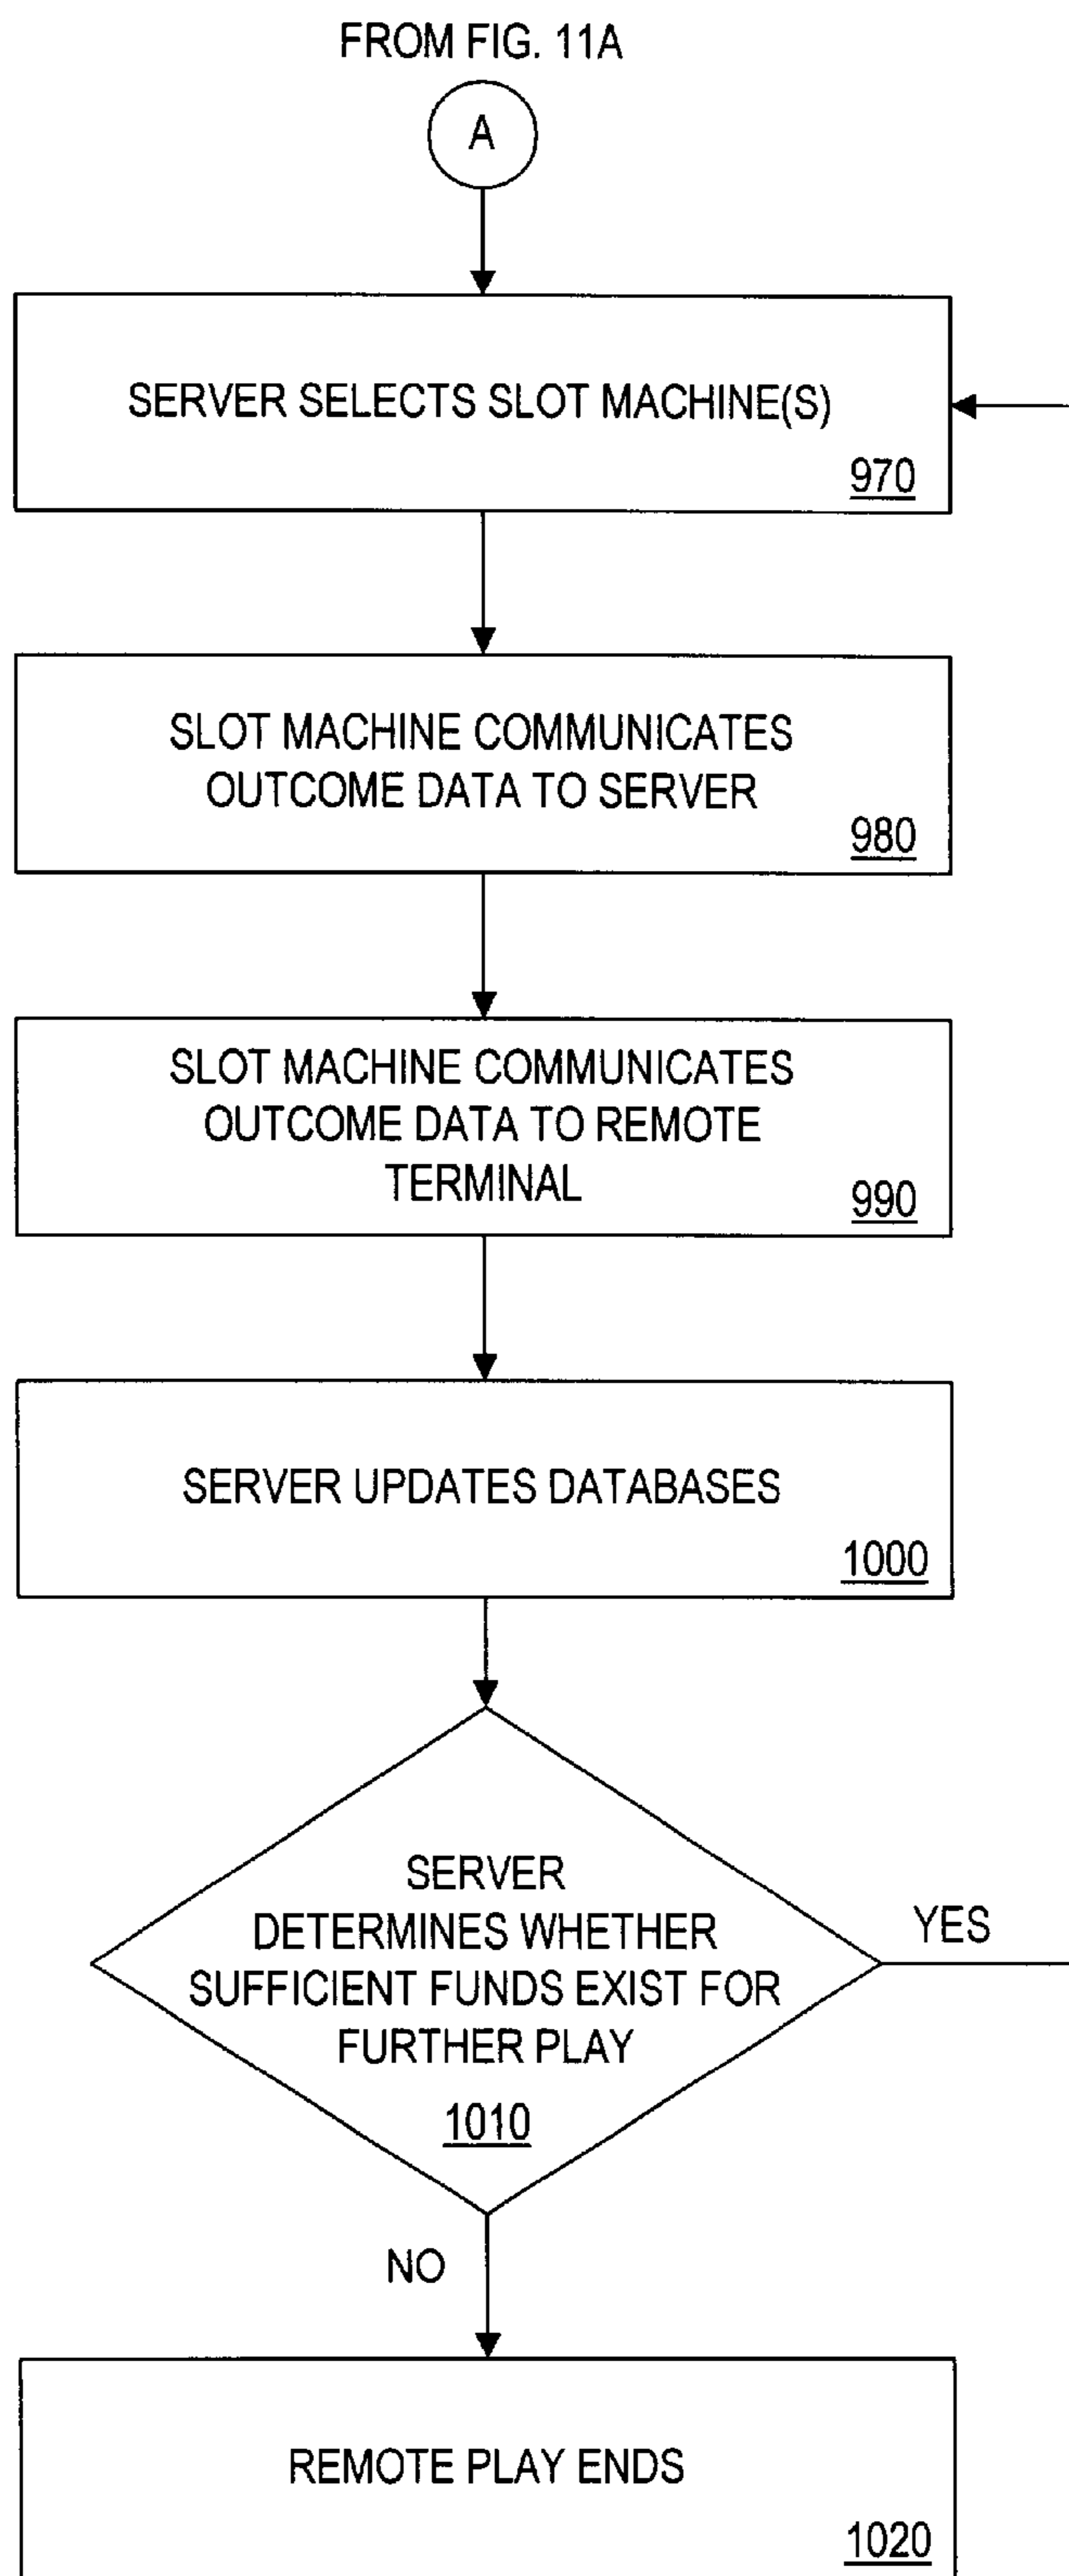 FROM FIG. 11A
A
SERVER SELECTS SLOT MACHINE(S)
970
SLOT MACHINE COMMUNICATES
OUTCOME DATA TO SERVER
980
SLOT MACHINE COMMUNICATES
OUTCOME DATA TO REMOTE
TERMINAL
990
SERVER UPDATES DATABASES
1000
SERVER
DETERMINES WHETHER
SUFFICIENT FUNDS EXIST FOR
FURTHER PLAY
1010
YES
NO
REMOTE PLAY ENDS
1020